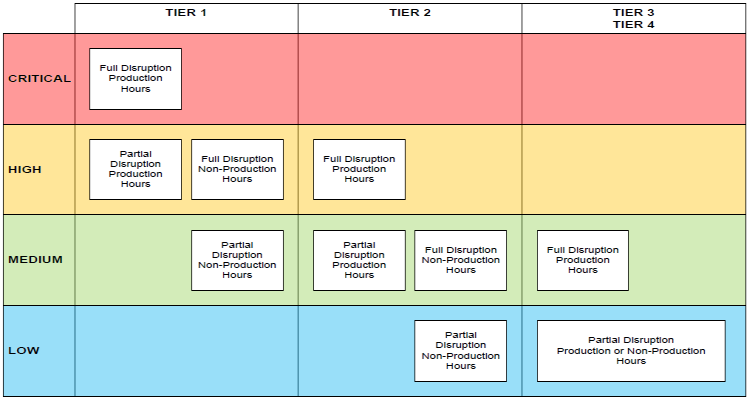 TIER 1
TIER 2
TIER 3
TIER 4
CRITICAL
Full Disruption
Production
Hours
HIGH
Partial
Disruption
Production
Hours
Full Disruption
Non-Production
Hours
Full Disruption
Production
Hours
MEDIUM
Partial
Disruption
Non-Production
Hours
Partial
Disruption
Production
Hours
Full Disruption
Non-Production
Hours
Full Disruption
Production
Hours
LOW
Partial
Disruption
Non-Production
Hours
Partial Disruption
Production or Non-Production
Hours